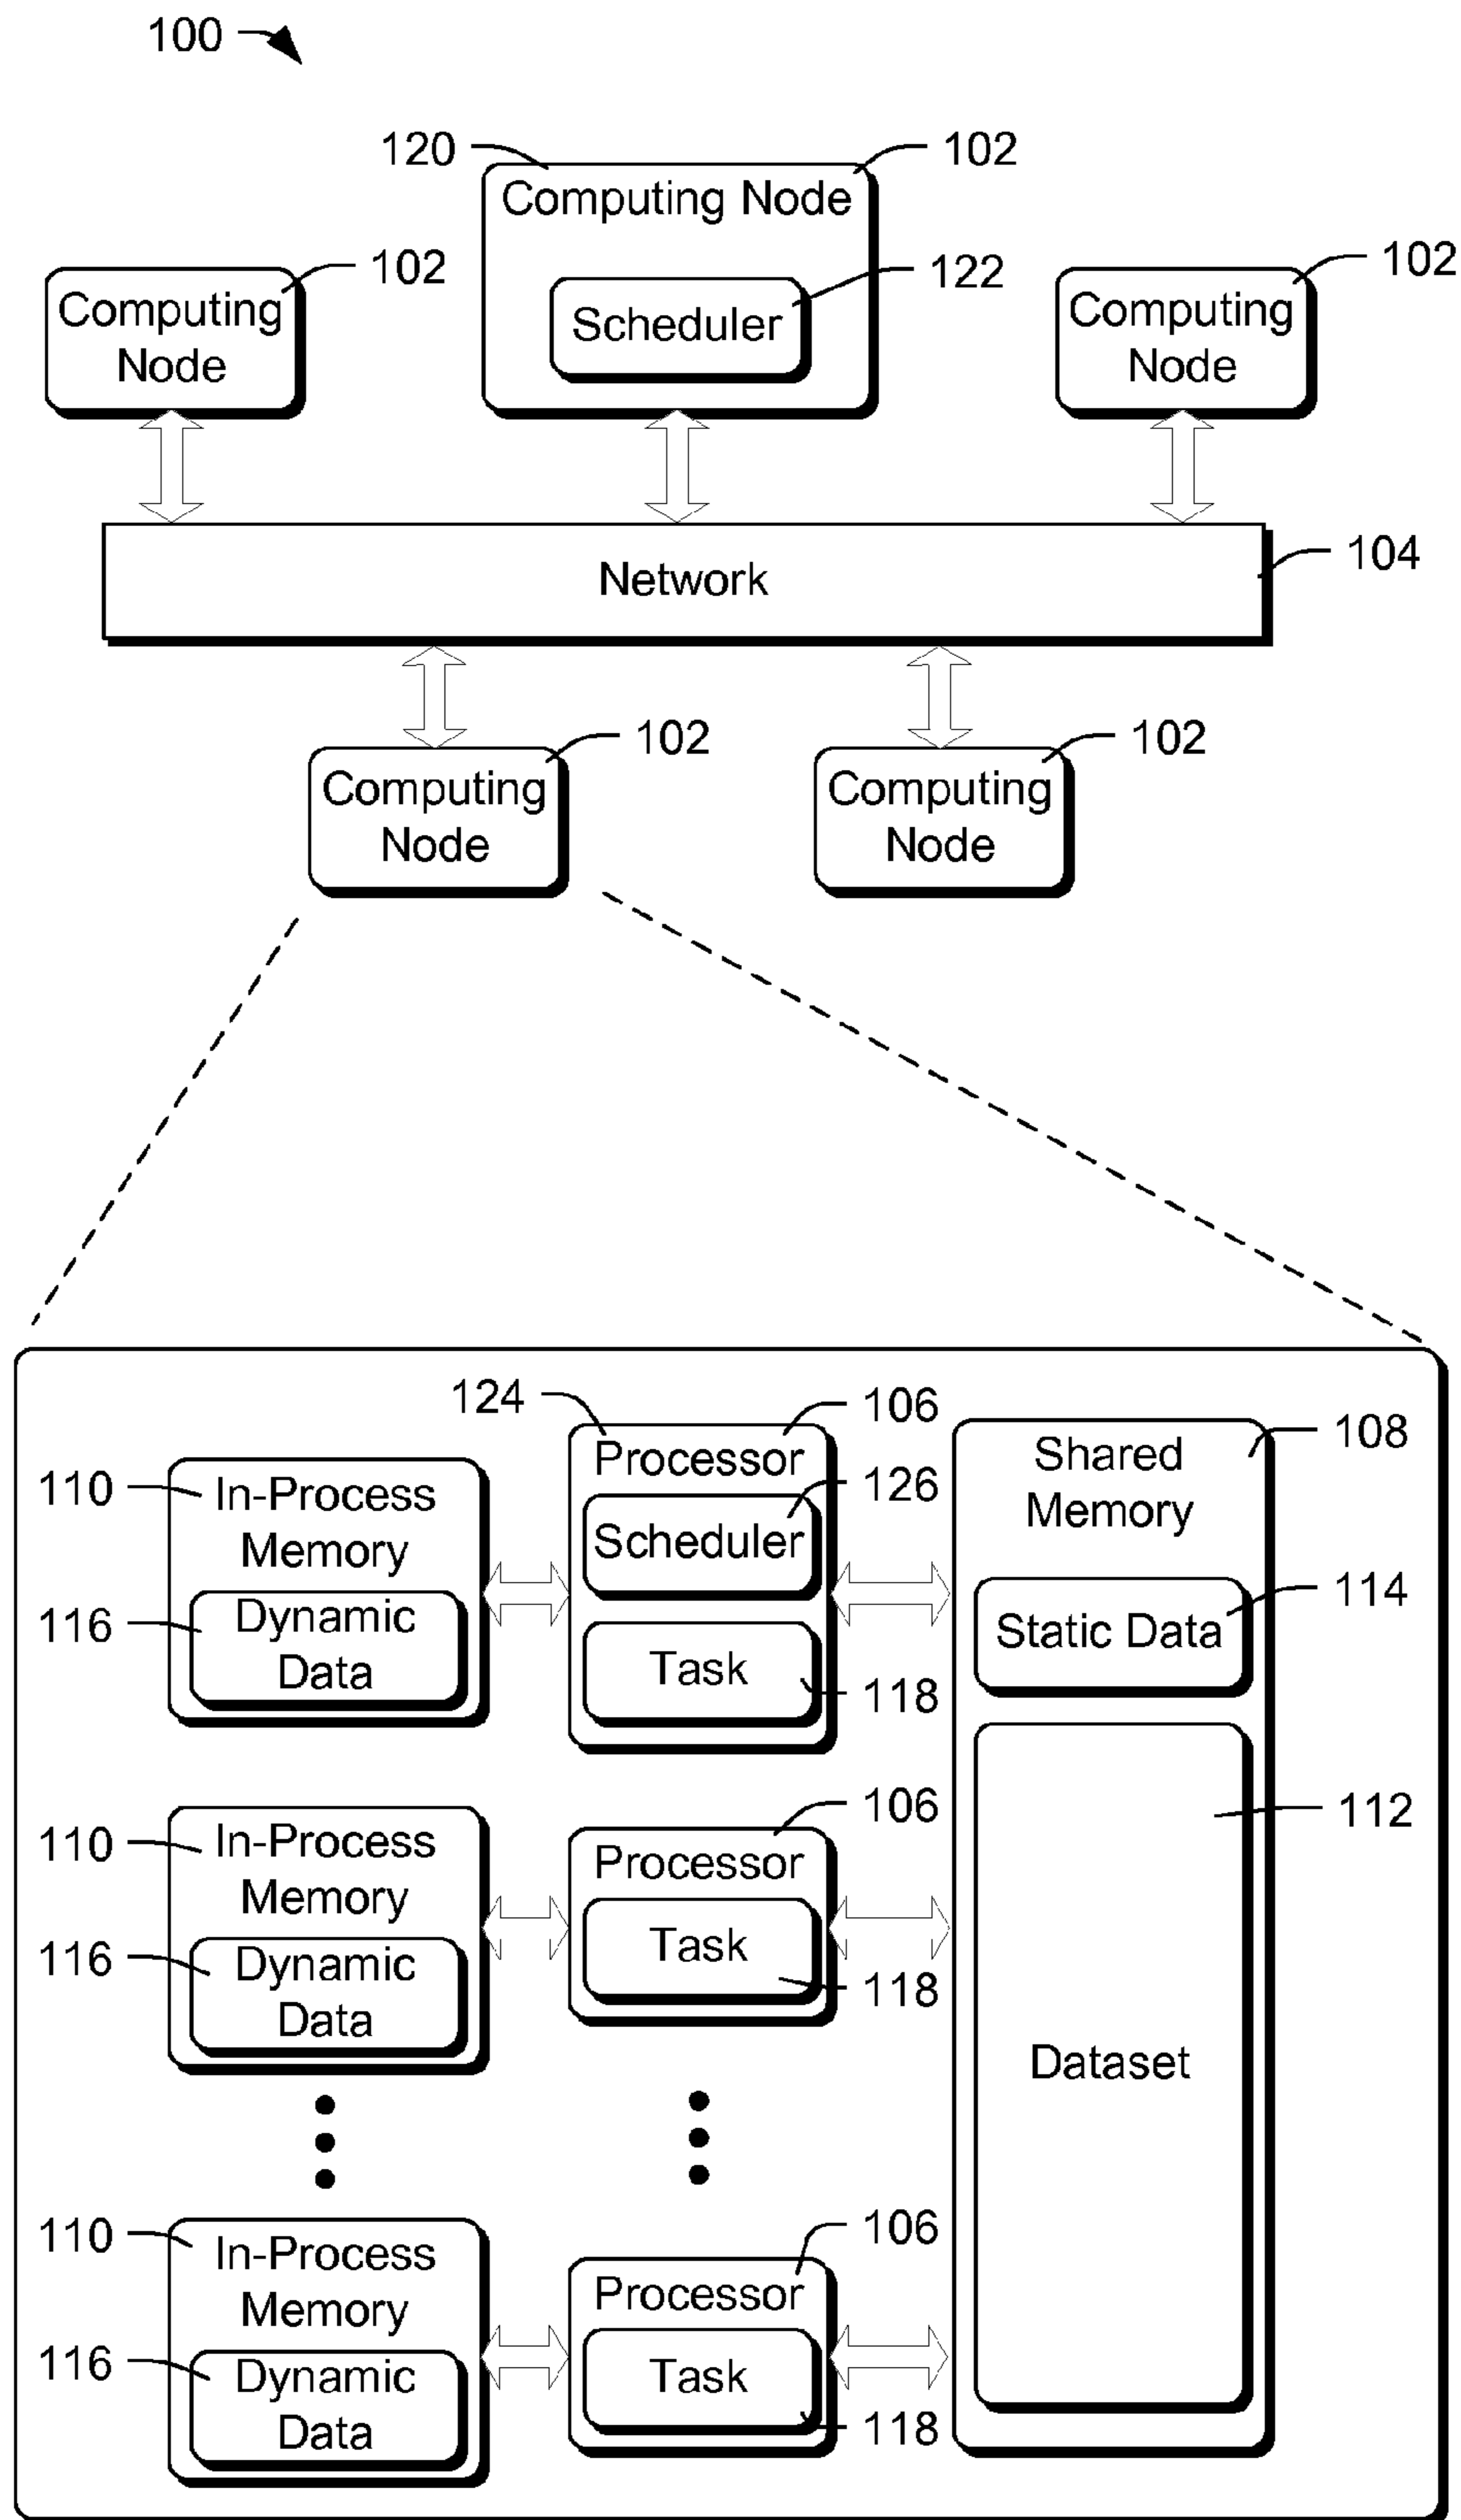 100
120
102
Computing Node
102
122
102
Computing
Node
Scheduler
Computing
Node
Network
104
102
102
Computing
Node
Computing
Node
124
106
108
Processor
Shared
Memory
110
In-Process
Memory
126
Scheduler
114
116
Dynamic
Data
Static Data
Task
118
106
112
110
In-Process
Memory
Processor
116
Dynamic
Data
Task
118
Dataset
106
110
In-Process
Memory
Processor
116
Dynamic
Data
Task
118